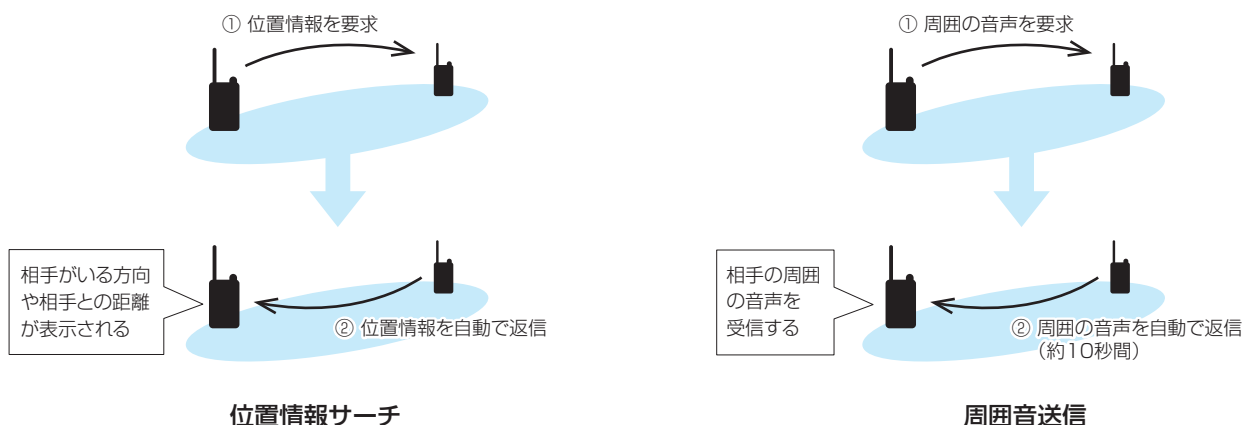 ① 位置情報を要求
相手がいる方向
や相手との距離
が表示される
② 位置情報を自動で返信
位置情報サーチ
① 周囲の音声を要求
相手の周囲
の音声を
受信する
② 周囲の音声を自動で返信
（約10秒間）
周囲音送信